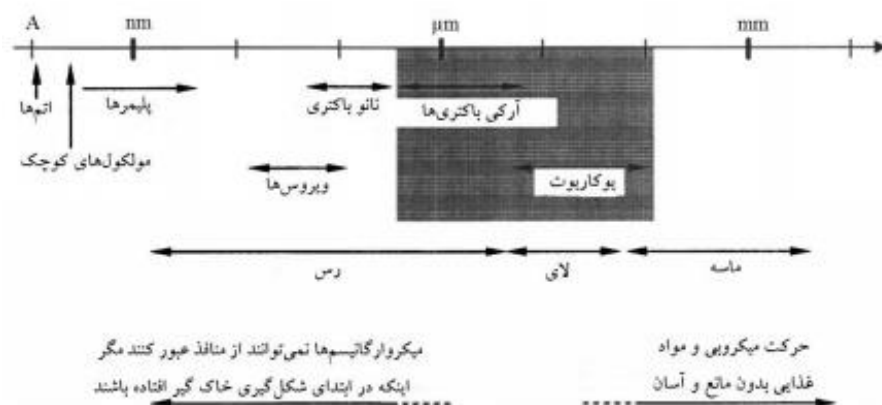 A nm µm mm
اتم‌ها
پلیمرها
نانو باکتری
آرکی باکتری‌ها
مولکول‌های کوچک
ویروس‌ها
یوکاریوت
رس
لای
ماسه
میکروارگانیسم‌ها نمی‌توانند از منافذ عبور کنند مگر
اینکه در ابتدای شکل‌گیری خاک گیر افتاده باشند
حرکت میکروبی و مواد
غذایی بدون مانع و آسان